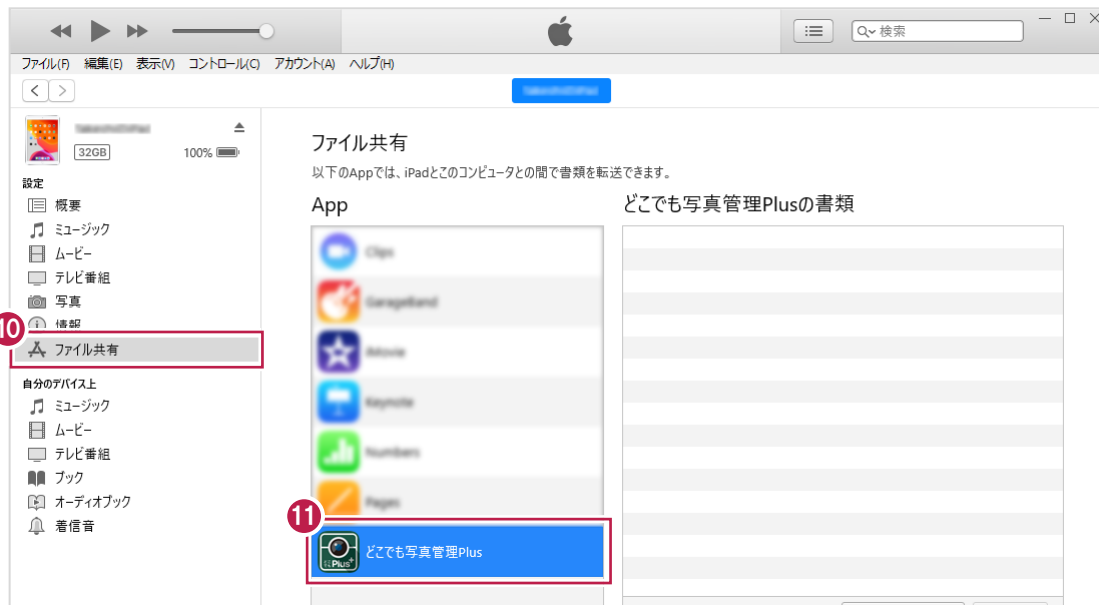 検索
ファイル(F) 編集(E) 表示(V) コントロール(C) アカウント(A) ヘルプ(H)
32GB 100%
設定
概要
ミュージック
ムービー
テレビ番組
写真
情報
10
ファイル共有
自分のデバイス上
ミュージック
ムービー
テレビ番組
ブック
オーディオブック
着信音
ファイル共有
以下のAppでは、iPadとこのコンピュータとの間で書類を転送できます。
App
Clips
GarageBand
iMovie
Keynote
Numbers
Pages
11
Plus+
どこでも写真管理Plus
どこでも写真管理Plusの書類